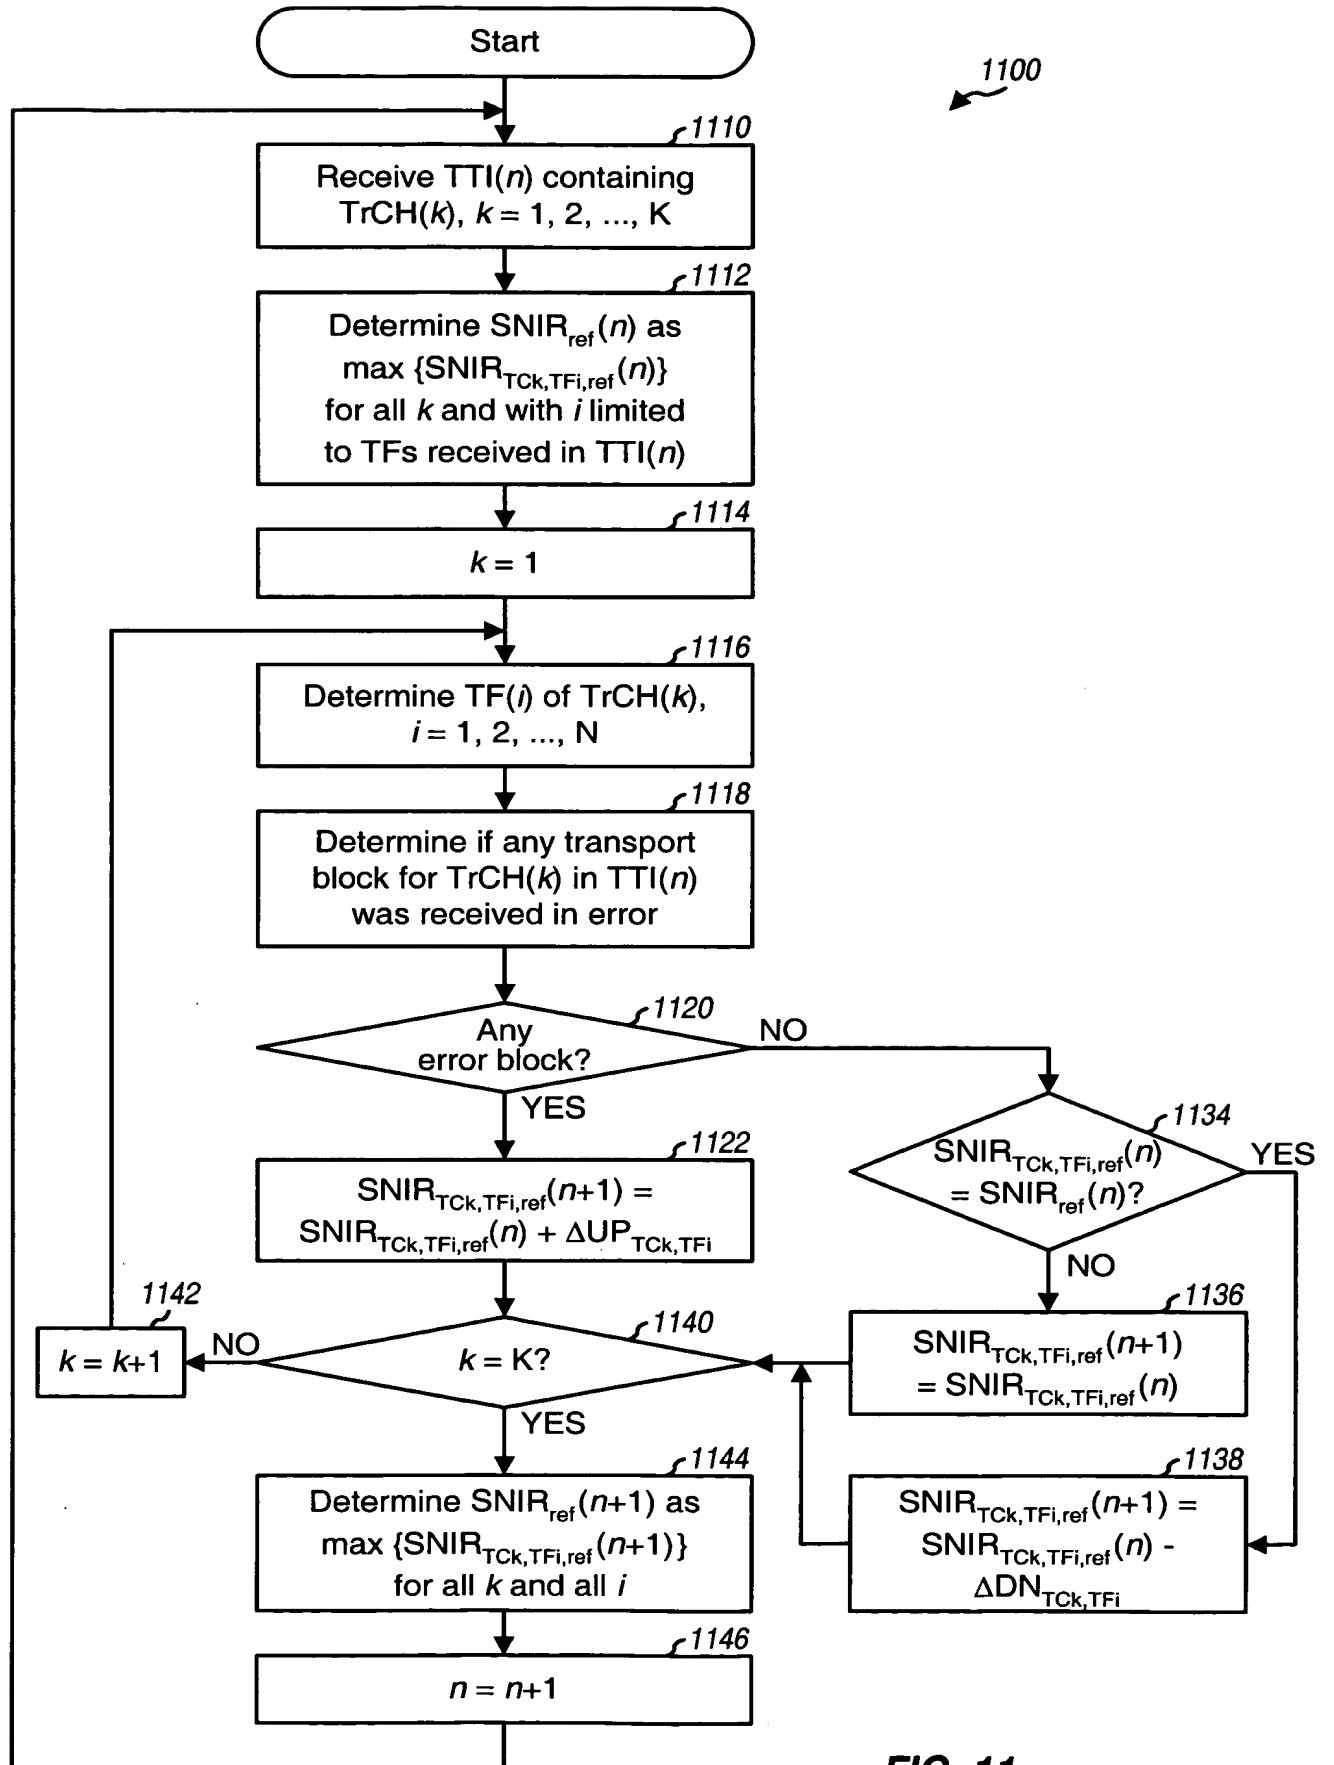 Start
1100
1110
Receive TTI(n) containing
TrCH(k), k = 1, 2, ..., K
1112
Determine SNIRref(n) as
max {SNIRTCk,TFi,ref(n)}
for all k and with i limited
to TFs received in TTI(n)
1114
k = 1
1116
Determine TF(i) of TrCH(k),
i = 1, 2, ..., N
1118
Determine if any transport
block for TrCH(k) in TTI(n)
was received in error
1120
Any
error block?
NO
YES
1134
SNIRTCk,TFi,ref(n)
= SNIRref(n)?
YES
NO
1122
SNIRTCk,TFi,ref(n+1) =
SNIRTCk,TFi,ref(n) + ΔUPTCk,TFi
1136
SNIRTCk,TFi,ref(n+1)
= SNIRTCk,TFi,ref(n)
1142
k = k+1
NO
1140
k = K?
YES
1138
SNIRTCk,TFi,ref(n+1) =
SNIRTCk,TFi,ref(n) -
ΔDNTCk,TFi
1144
Determine SNIRref(n+1) as
max {SNIRTCk,TFi,ref(n+1)}
for all k and all i
1146
n = n+1
FIG. 11